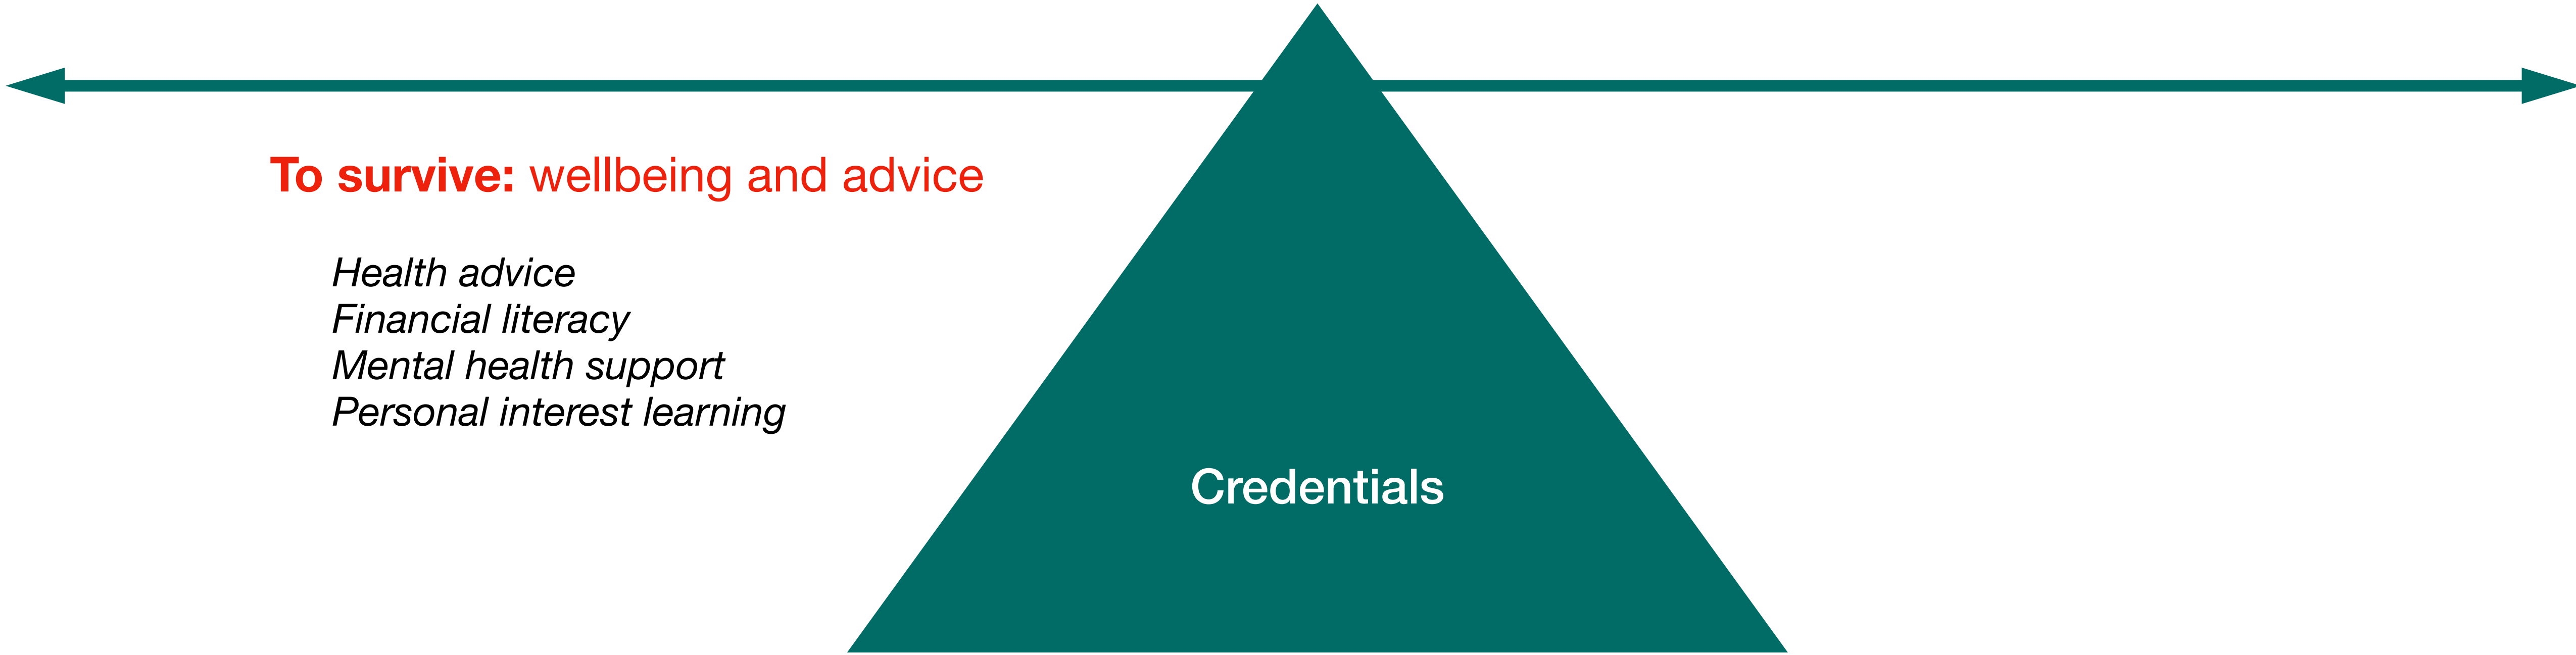 To survive: wellbeing and advice
Health advice
Financial literacy
Mental health support
Personal interest learning
Credentials